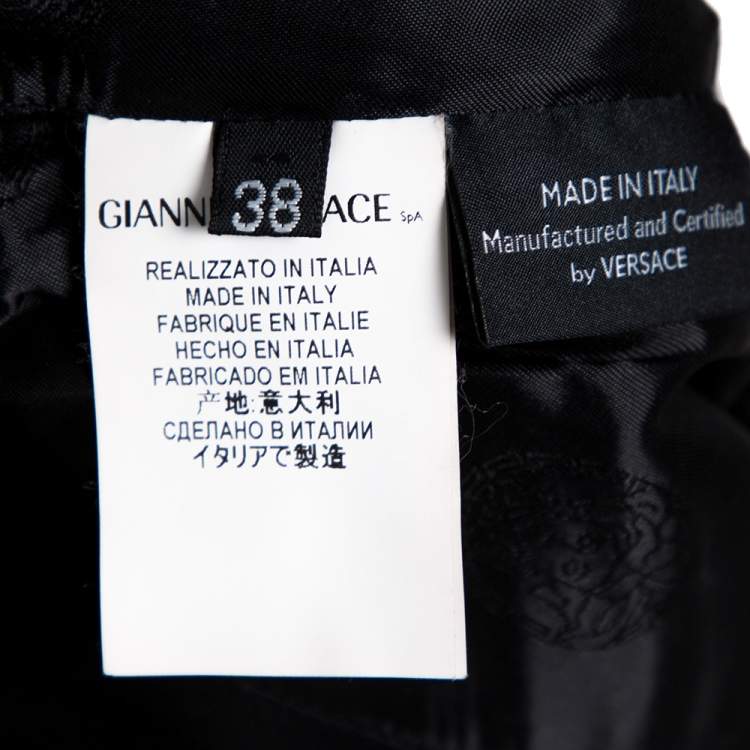 38
GIANN ACE SpA
REALIZZATO IN ITALIA
MADE IN ITALY
FABRIQUE EN ITALIE
HECHO EN ITALIA
FABRICADO EM ITALIA
产地:意大利
СДЕЛАНО В ИТАЛИИ
イタリアで製造
MADE IN ITALY
Manufactured and Certified
by VERSACE